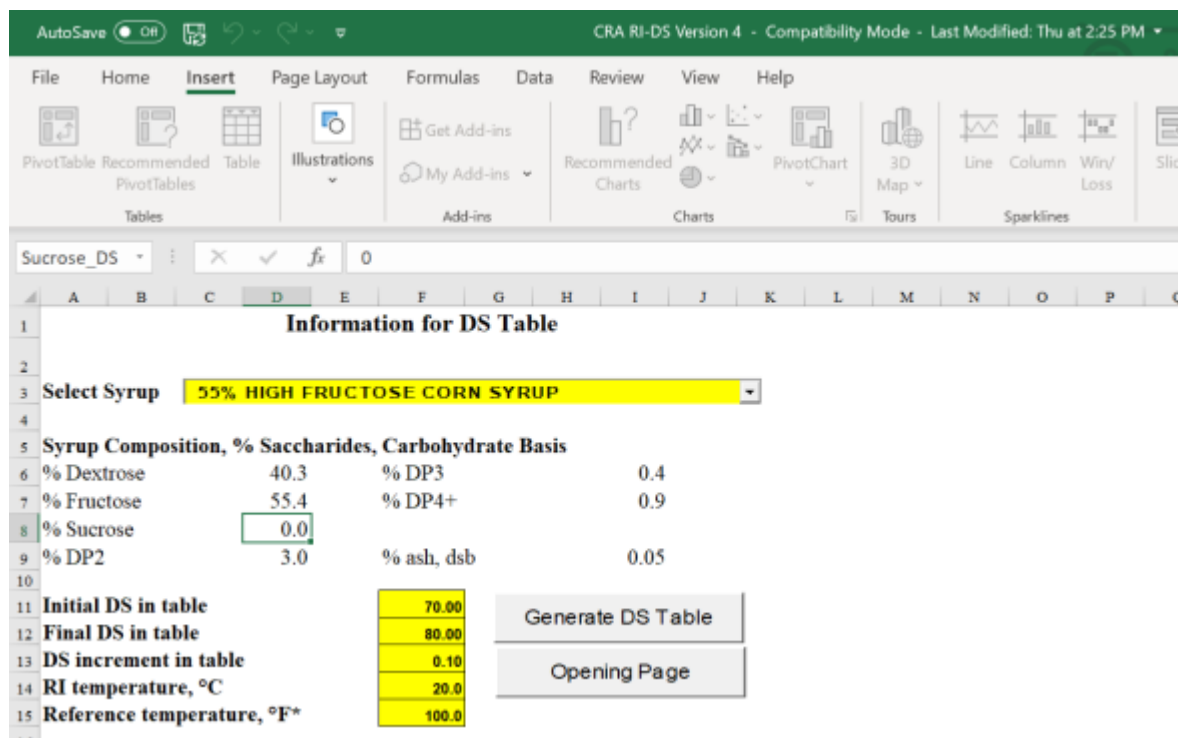 AutoSave Off CRA RI-DS Version 4 - Compatibility Mode - Last Modified: Thu at 2:25 PM
File Home Insert Page Layout Formulas Data Review View Help
PivotTable Recommended PivotTables Table Illustrations Get Add-ins My Add-ins Recommended Charts PivotChart 3D Map Line Column Win/Loss
Tables Add-ins Charts Tours Sparklines
Sucrose_DS fx 0
A B C D E F G H I J K L M N O P
1 Information for DS Table
2
3 Select Syrup 55% HIGH FRUCTOSE CORN SYRUP
4
5 Syrup Composition, % Saccharides, Carbohydrate Basis
6 % Dextrose 40.3 % DP3 0.4
7 % Fructose 55.4 % DP4+ 0.9
8 % Sucrose 0.0
9 % DP2 3.0 % ash, dsb 0.05
10
11 Initial DS in table 70.00 Generate DS Table
12 Final DS in table 80.00
13 DS increment in table 0.10 Opening Page
14 RI temperature, °C 20.0
15 Reference temperature, °F* 100.0